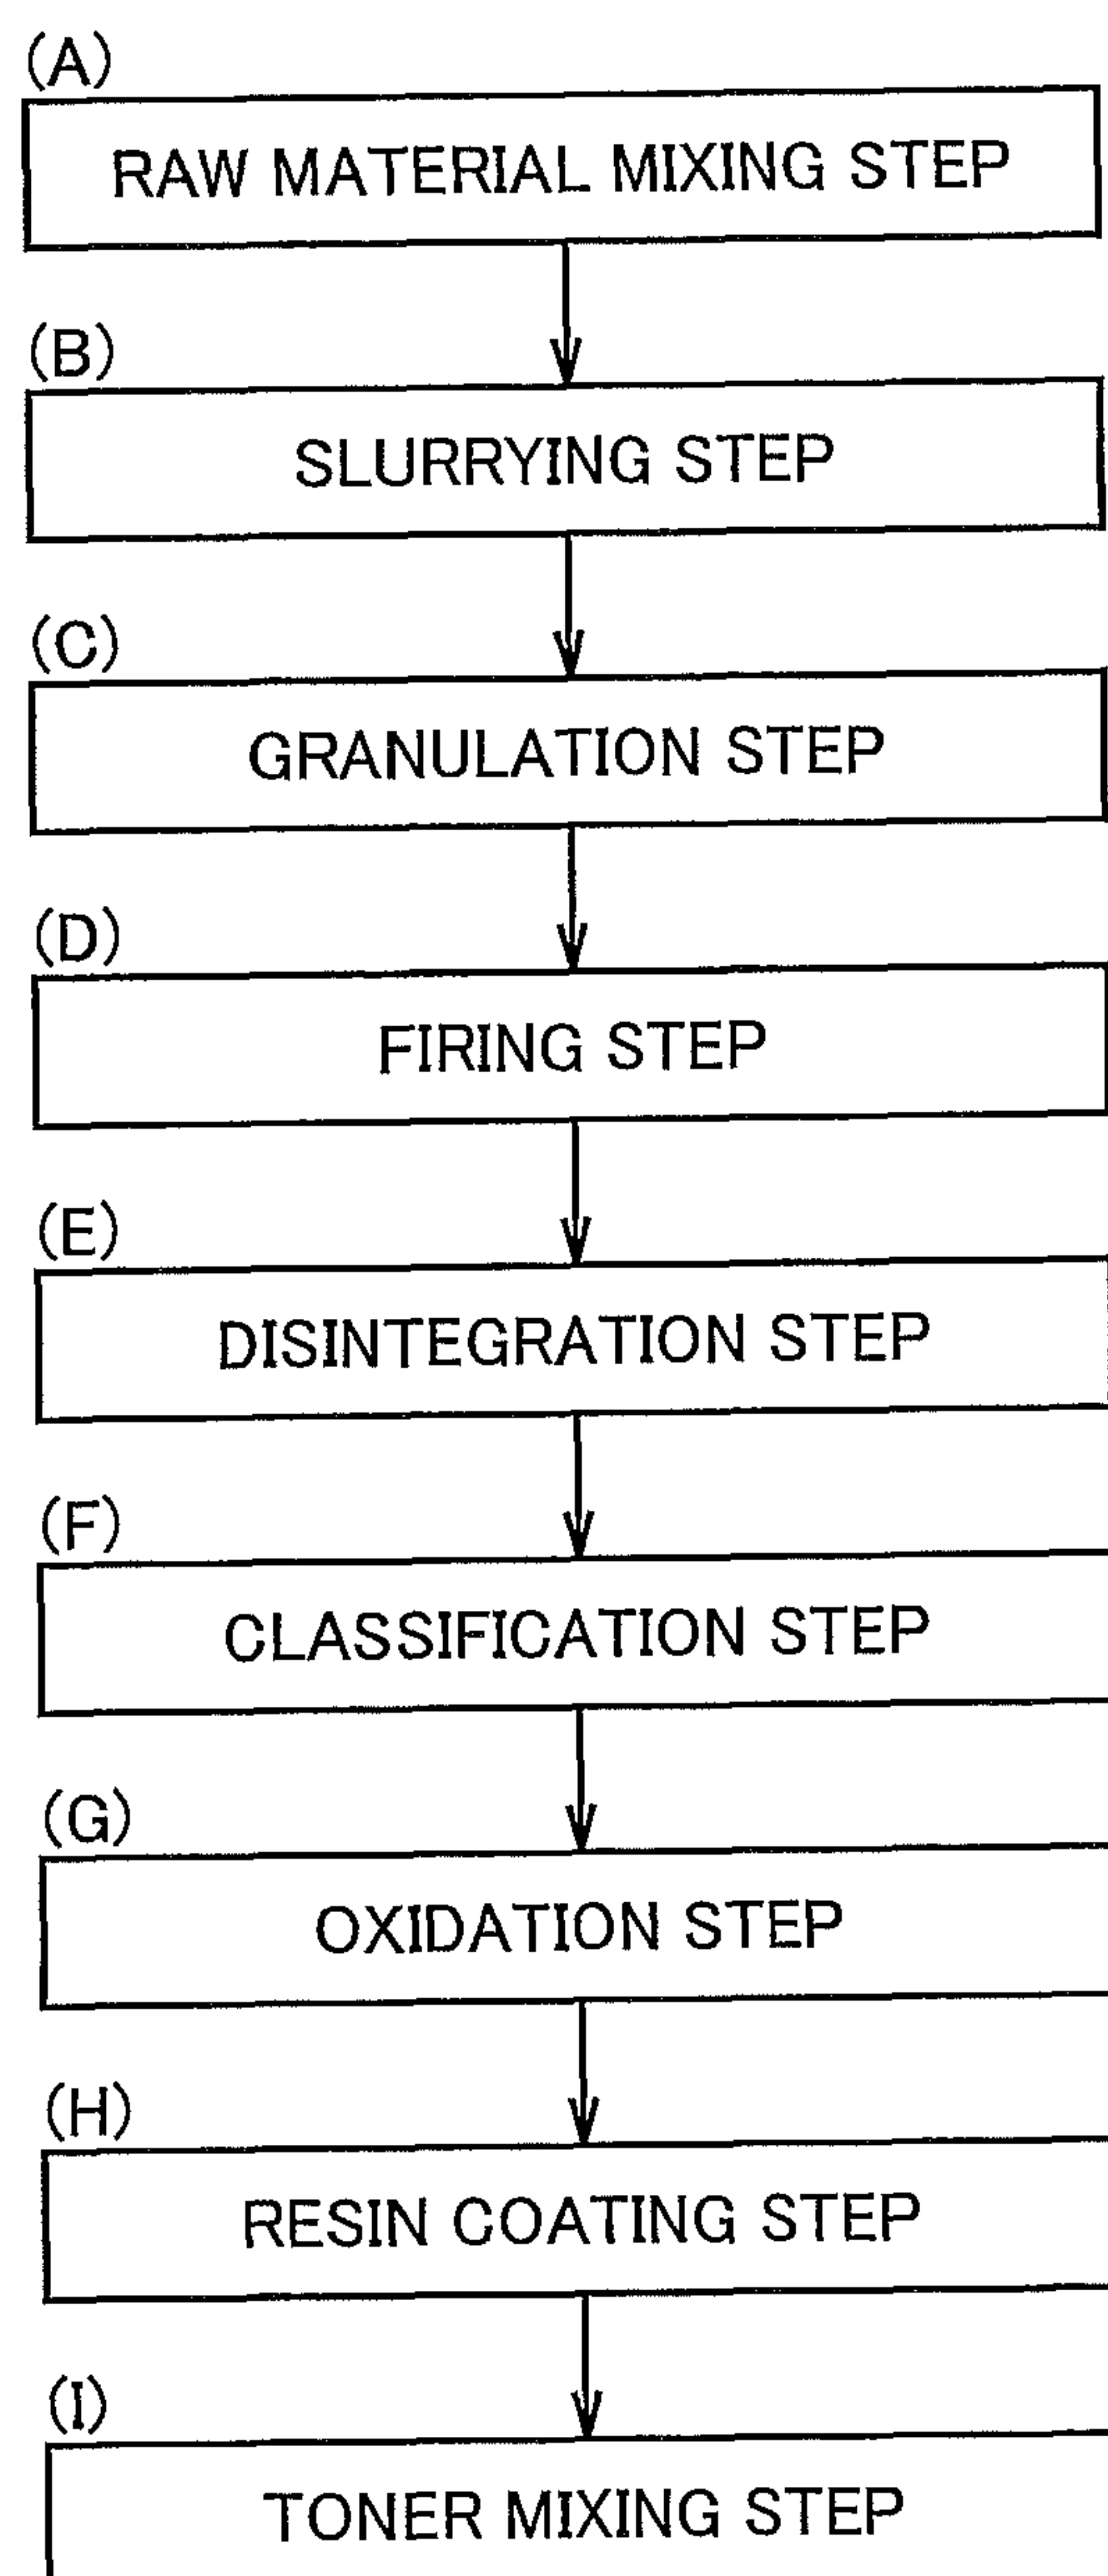 (A)
RAW MATERIAL MIXING STEP
(B)
SLURRYING STEP
(C)
GRANULATION STEP
(D)
FIRING STEP
(E)
DISINTEGRATION STEP
(F)
CLASSIFICATION STEP
(G)
OXIDATION STEP
(H)
RESIN COATING STEP
(I)
TONER MIXING STEP